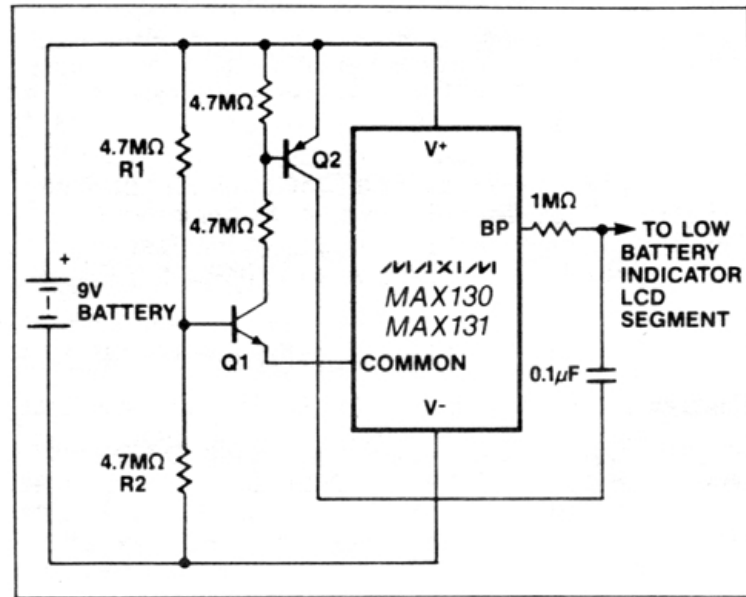 4.7MΩ
4.7MΩ
R1
Q2
V+
1MΩ
4.7MΩ
BP
TO LOW
BATTERY
INDICATOR
LCD
SEGMENT
+
9V
BATTERY
MAXIM
MAX130
MAX131
Q1
COMMON
0.1µF
V-
4.7MΩ
R2